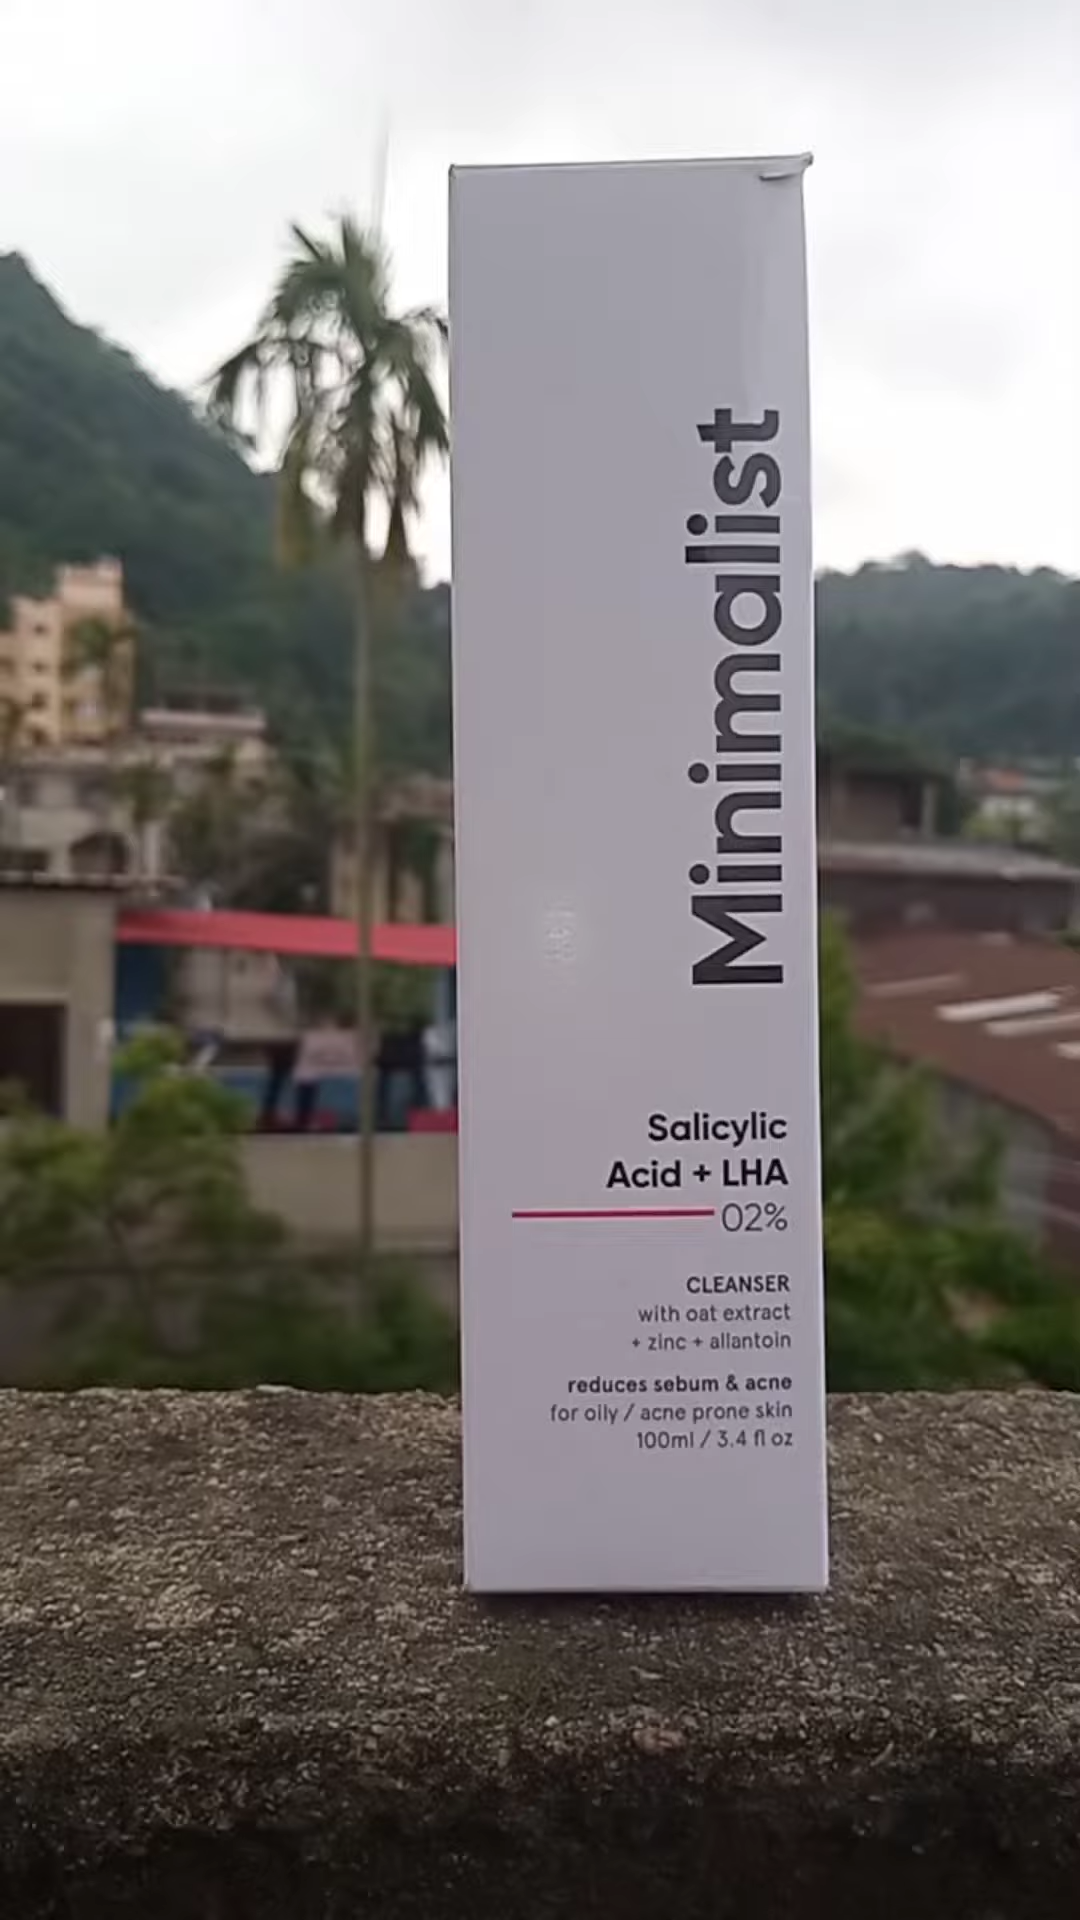 Minimalist
Salicylic
Acid + LHA
02%
CLEANSER
with oat extract
+ zinc + allantoin
reduces sebum & acne
for oily / acne prone skin
100ml / 3.4 fl oz